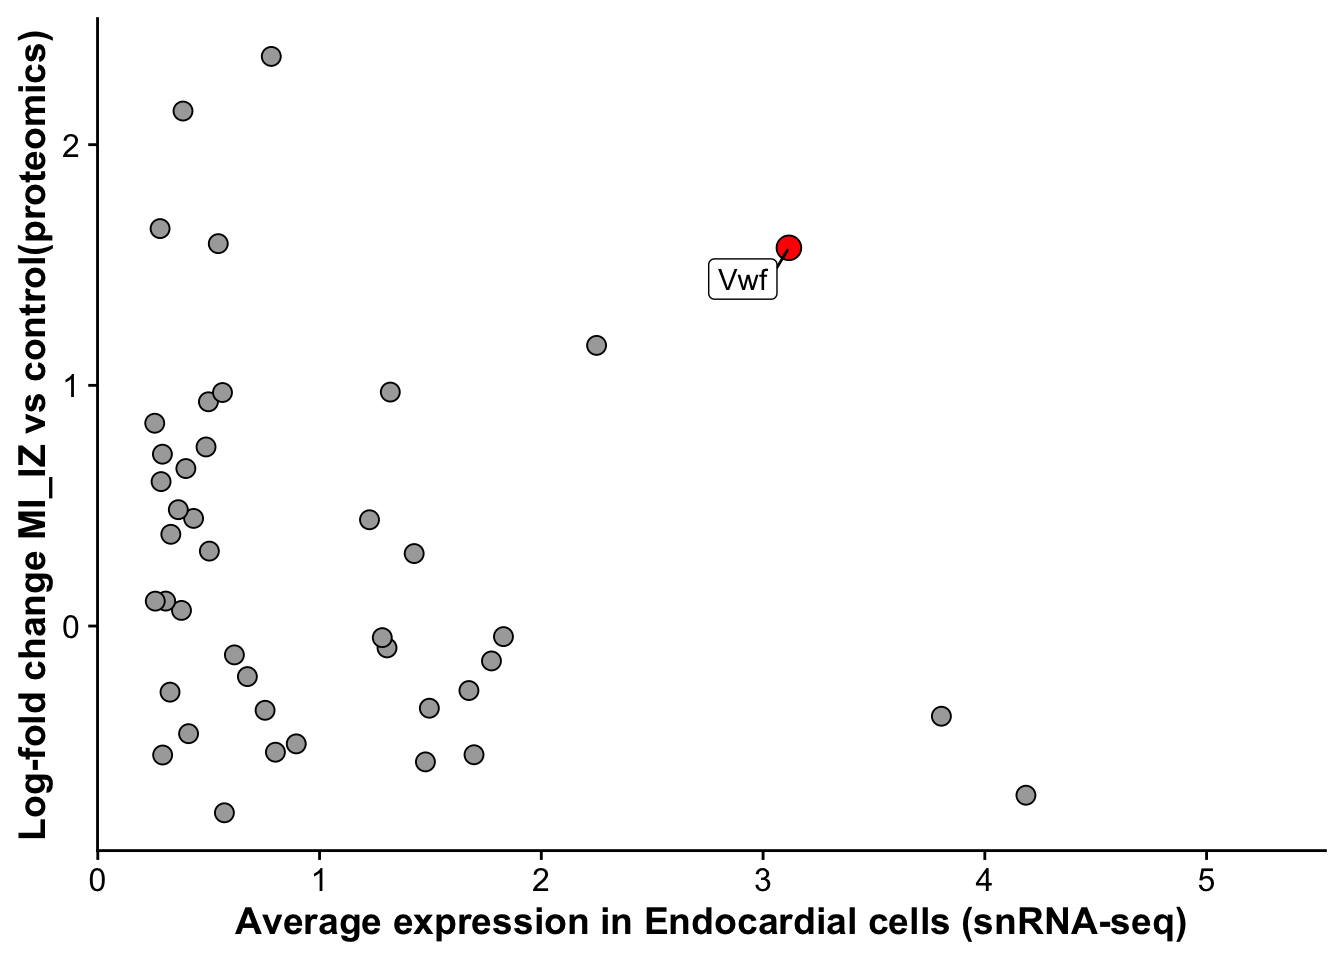 Log-fold change MI_IZ vs control(proteomics)
2
1
0
Vwf
0 1 2 3 4 5
Average expression in Endocardial cells (snRNA-seq)